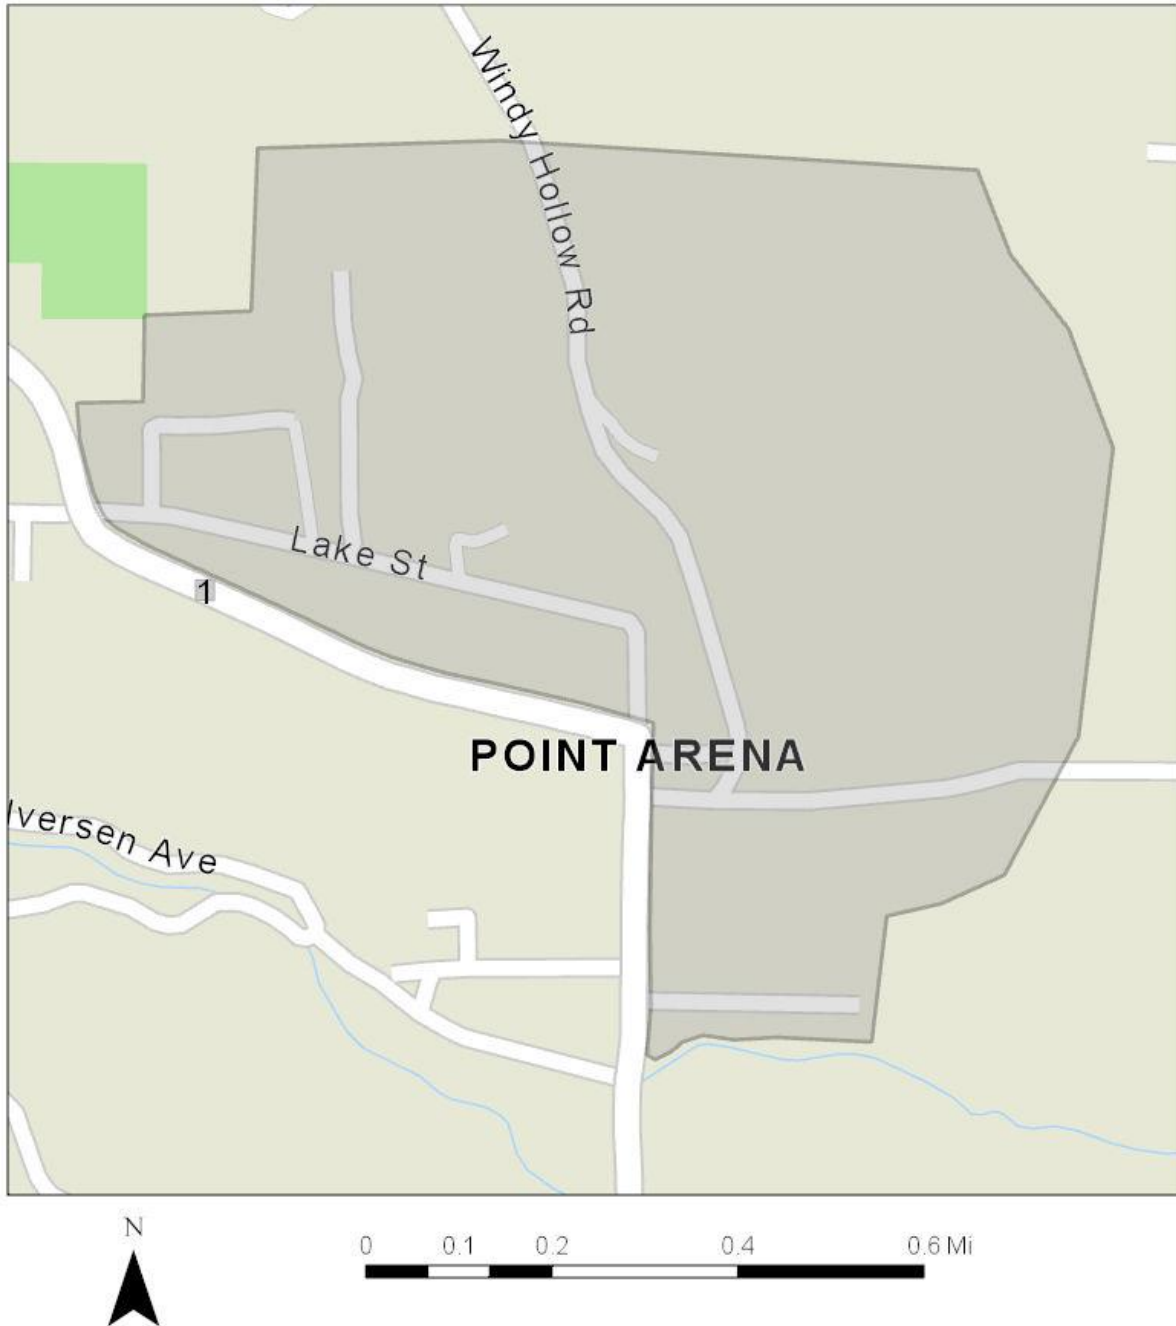 Windy Hollow Rd
Lake St
1
POINT ARENA
Iversen Ave
N
0 0.1 0.2 0.4 0.6 Mi